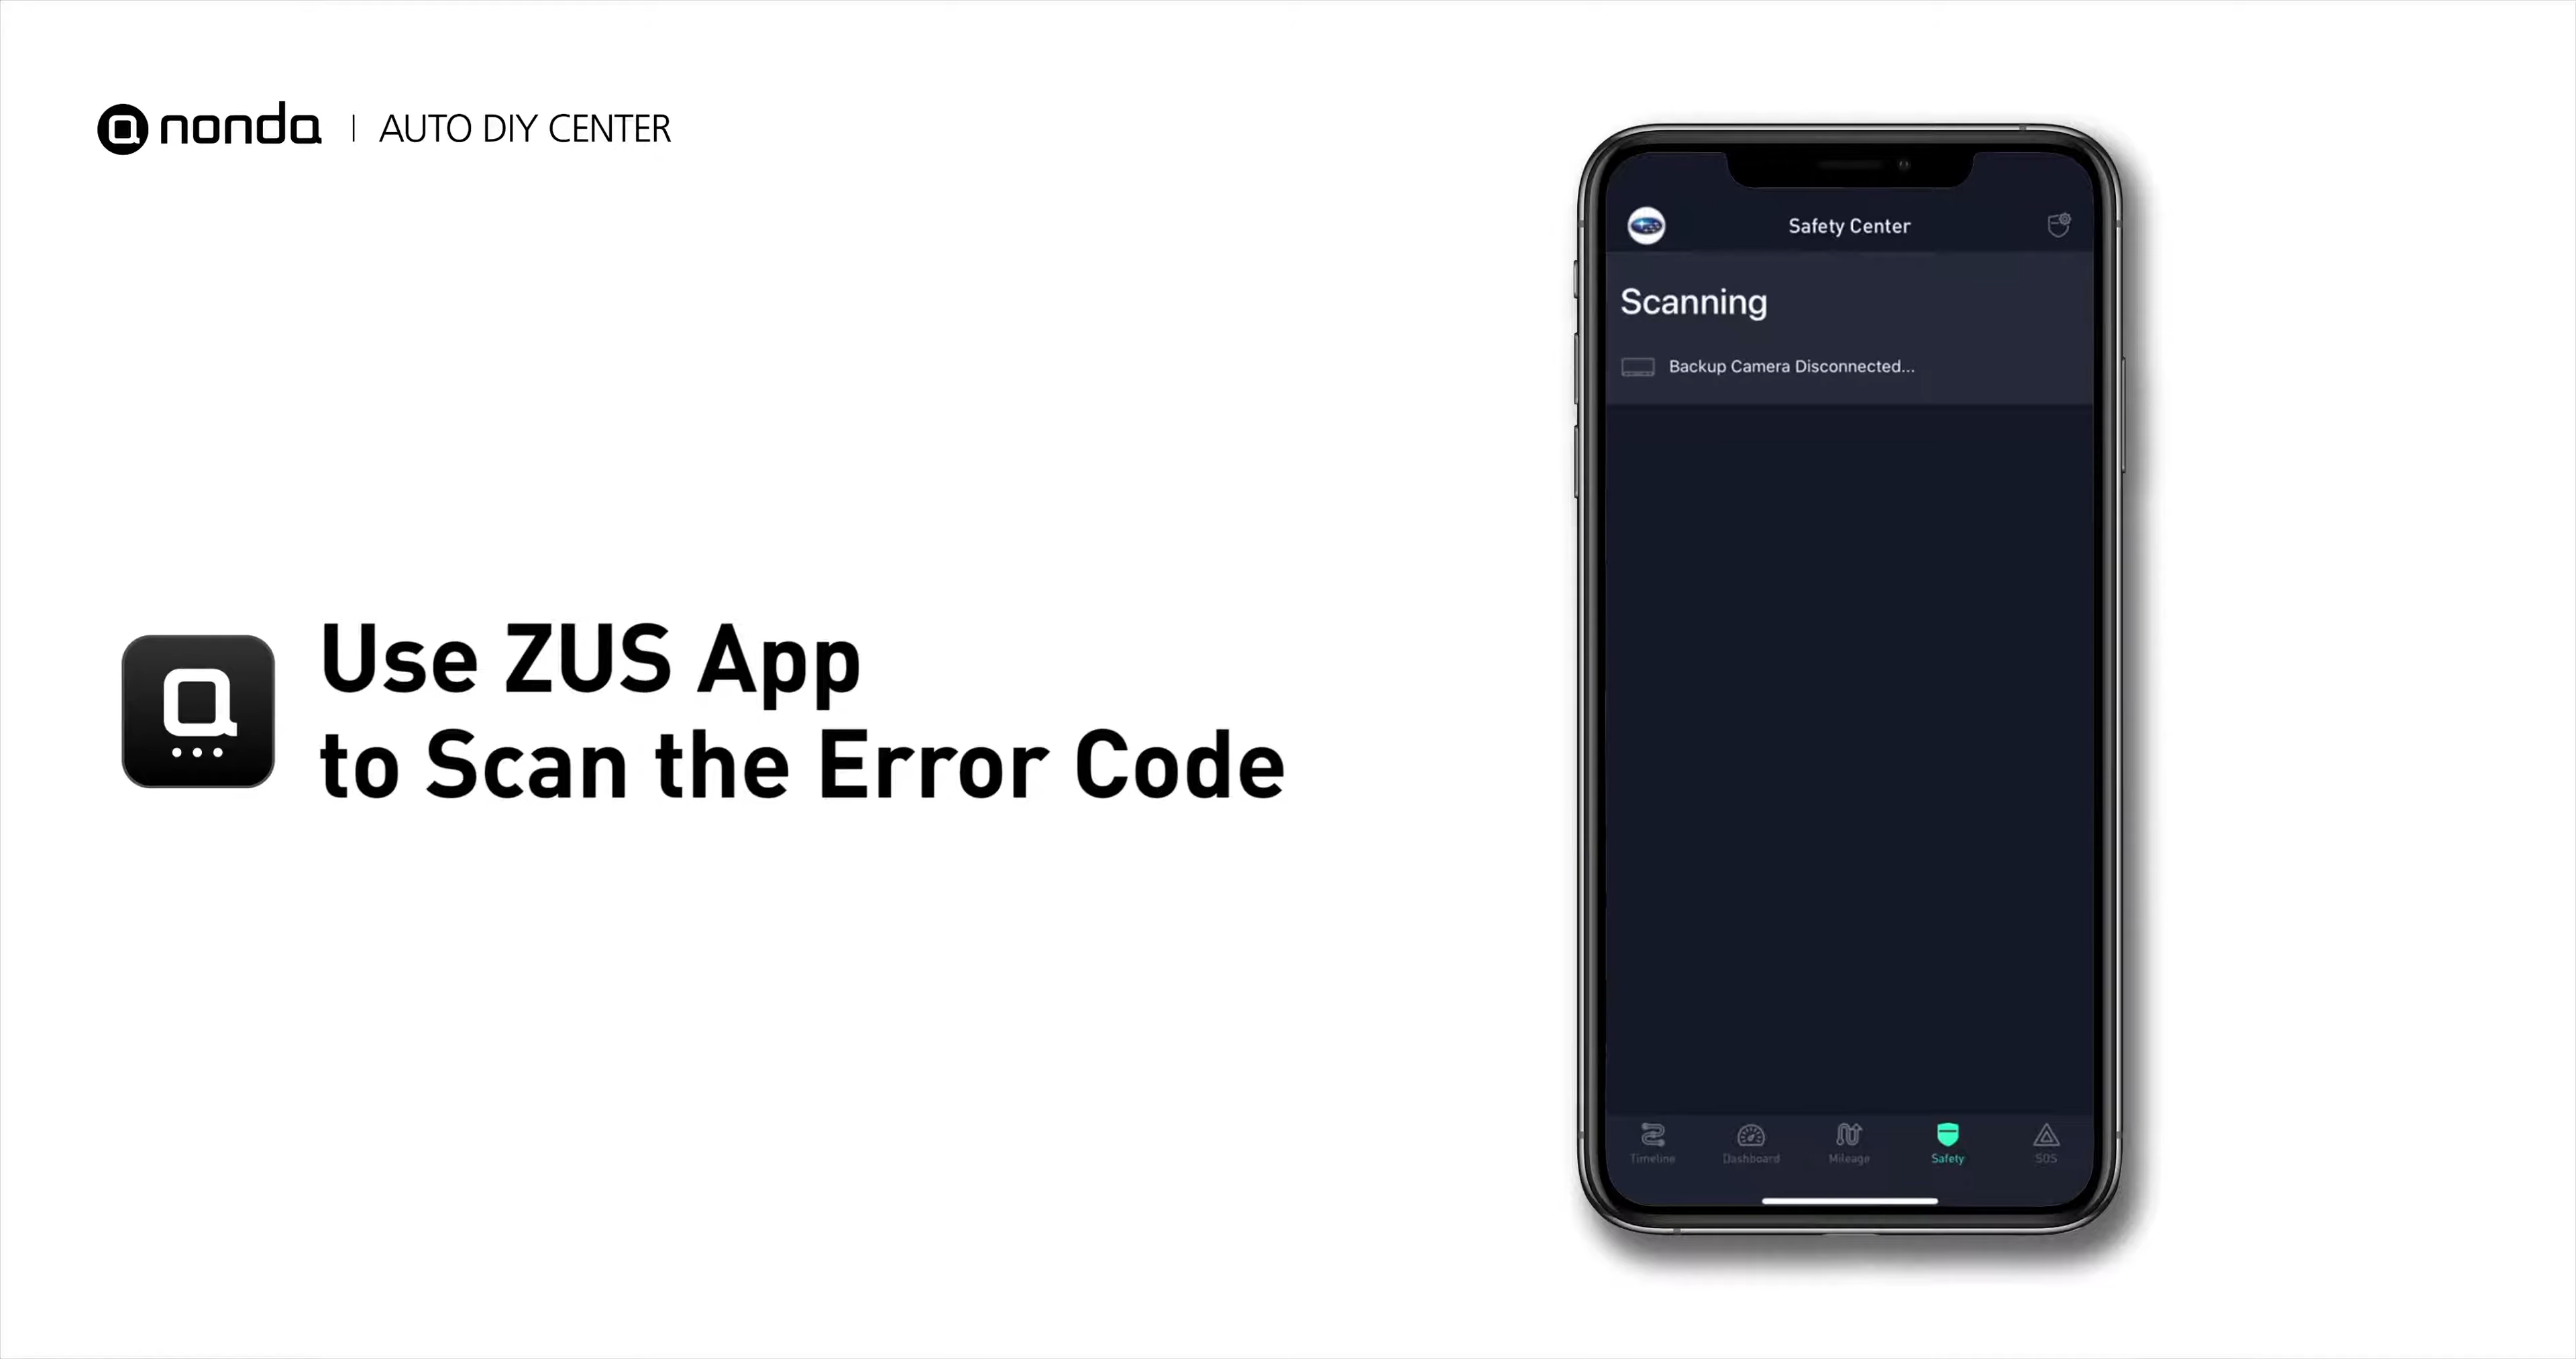 nonda | AUTO DIY CENTER
Use ZUS App
to Scan the Error Code
Safety Center
Scanning
Backup Camera Disconnected...
Timeline
Dashboard
Mileage
Safety
SOS